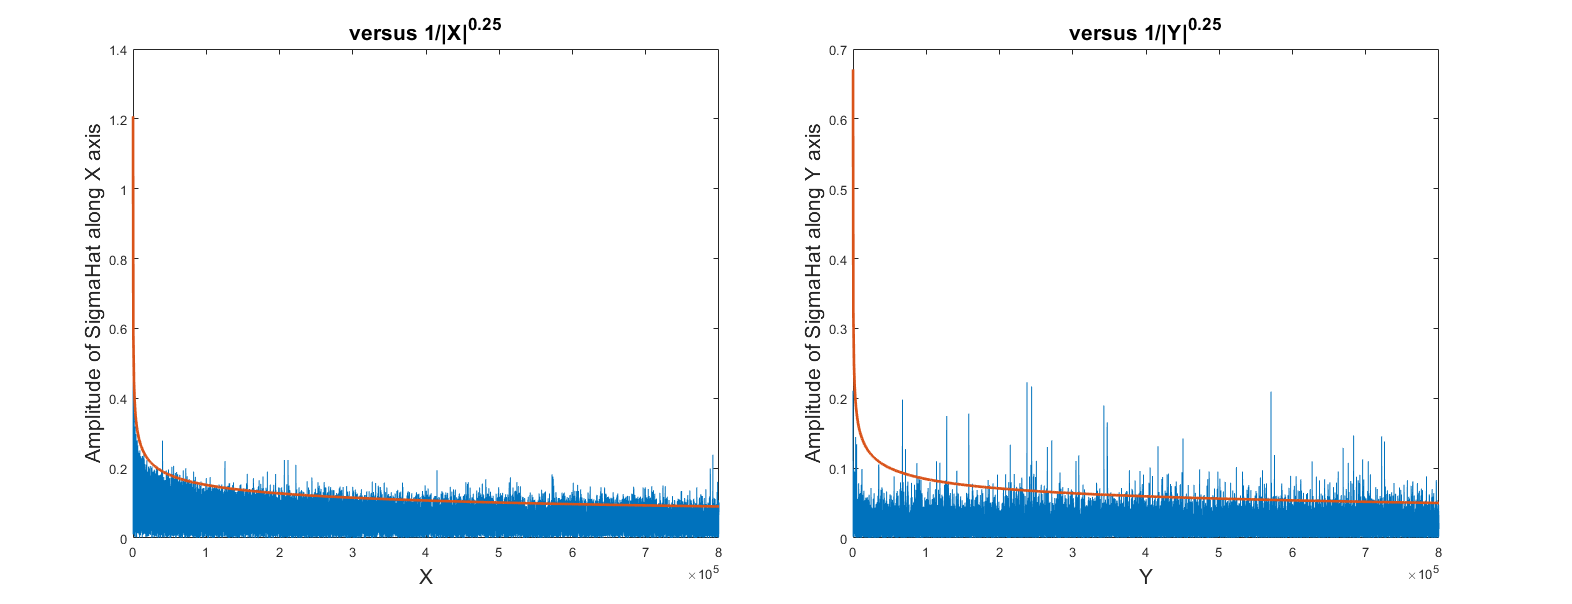 versus 1/|X|^0.25
1.4
1.2
1
0.8
0.6
0.4
0.2
0
Amplitude of SigmaHat along X axis
0 1 2 3 4 5 6 7 8
×10^5
X
versus 1/|Y|^0.25
0.7
0.6
0.5
0.4
0.3
0.2
0.1
0
Amplitude of SigmaHat along Y axis
0 1 2 3 4 5 6 7 8
×10^5
Y